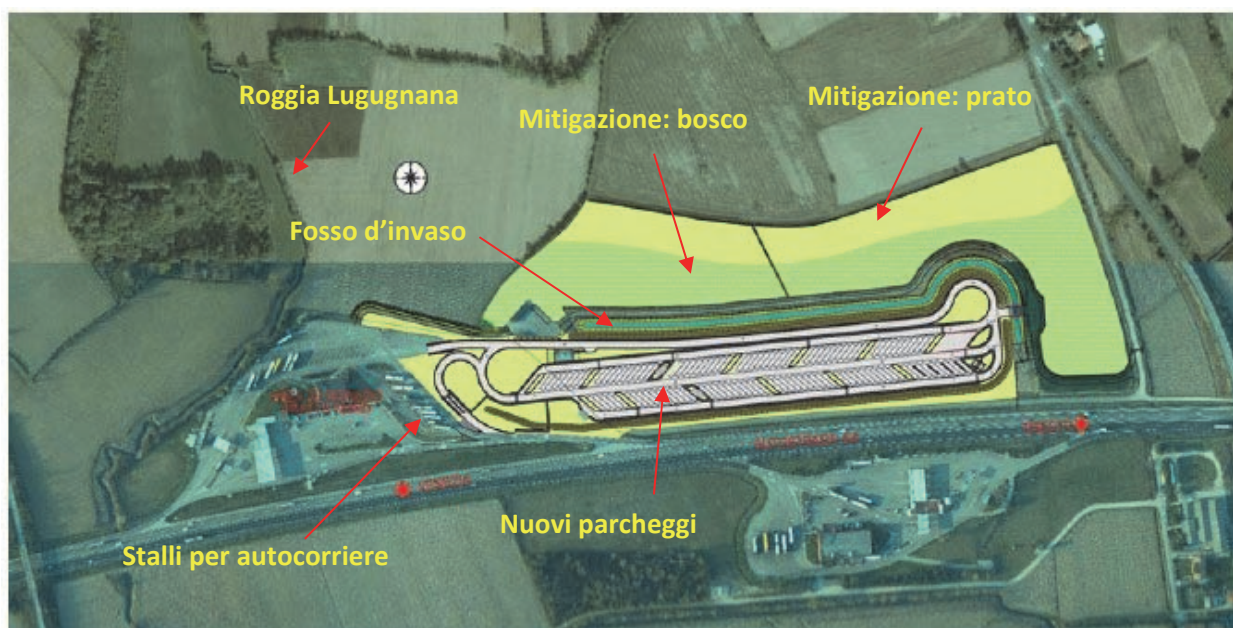 Roggia Lugugnana
Mitigazione: prato
Mitigazione: bosco
Fosso d'invaso
Nuovi parcheggi
Stalli per autocorriere